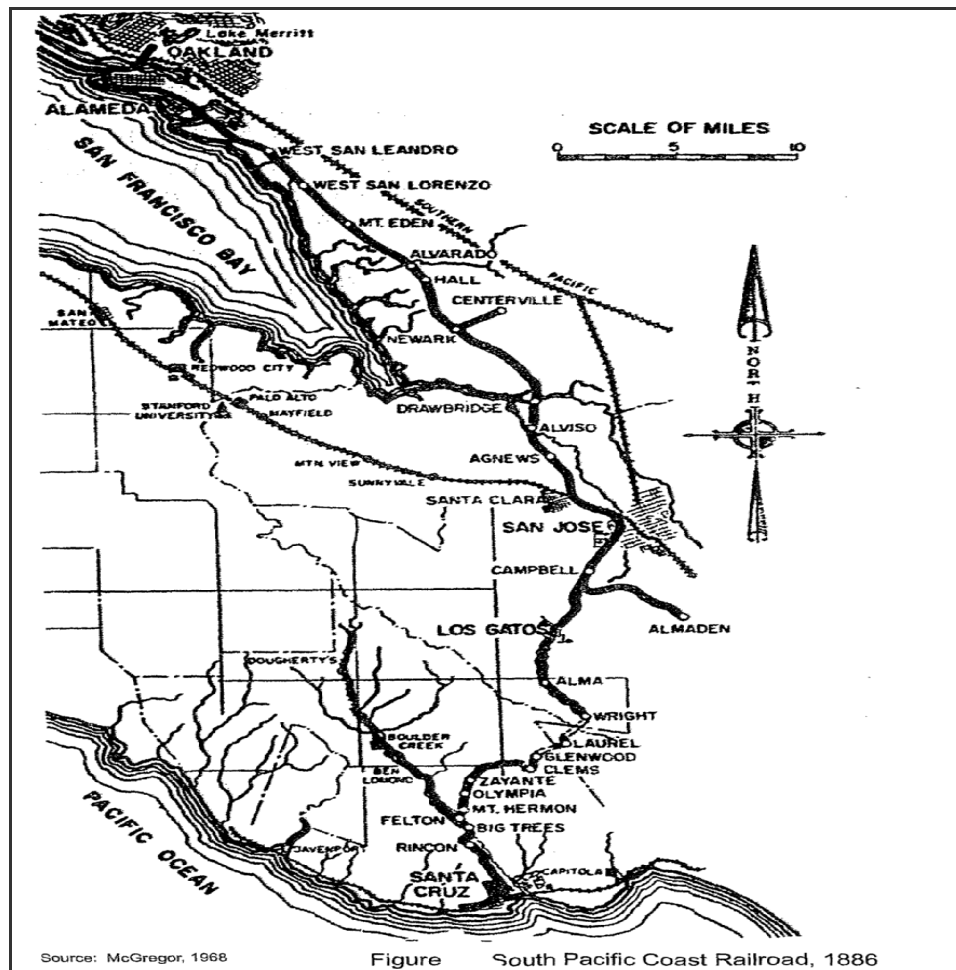 Lake Merritt
OAKLAND
ALAMEDA
SCALE OF MILES
0 5 10
WEST SAN LEANDRO
WEST SAN LORENZO
SAN FRANCISCO BAY
SOUTHERN PACIFIC
MT. EDEN
ALVARADO
HALL
CENTERVILLE
SAN MATEO
NEWARK
NORTH
REDWOOD CITY
PALO ALTO
STANFORD UNIVERSITY
MAYFIELD
DRAWBRIDGE
ALVISO
MTN. VIEW
AGNEWS
SUNNYVALE
SANTA CLARA
SAN JOSE
CAMPBELL
LOS GATOS
ALMADEN
DOUGHERTY'S
ALMA
WRIGHT
BOULDER CREEK
LAUREL
GLENWOOD
CLEMS
BEN LOMOND
ZAYANTE
OLYMPIA
MT. HERMON
FELTON
BIG TREES
PACIFIC OCEAN
DAVENPORT
RINCON
SANTA CRUZ
CAPITOLA
Source: McGregor, 1968
Figure South Pacific Coast Railroad, 1886